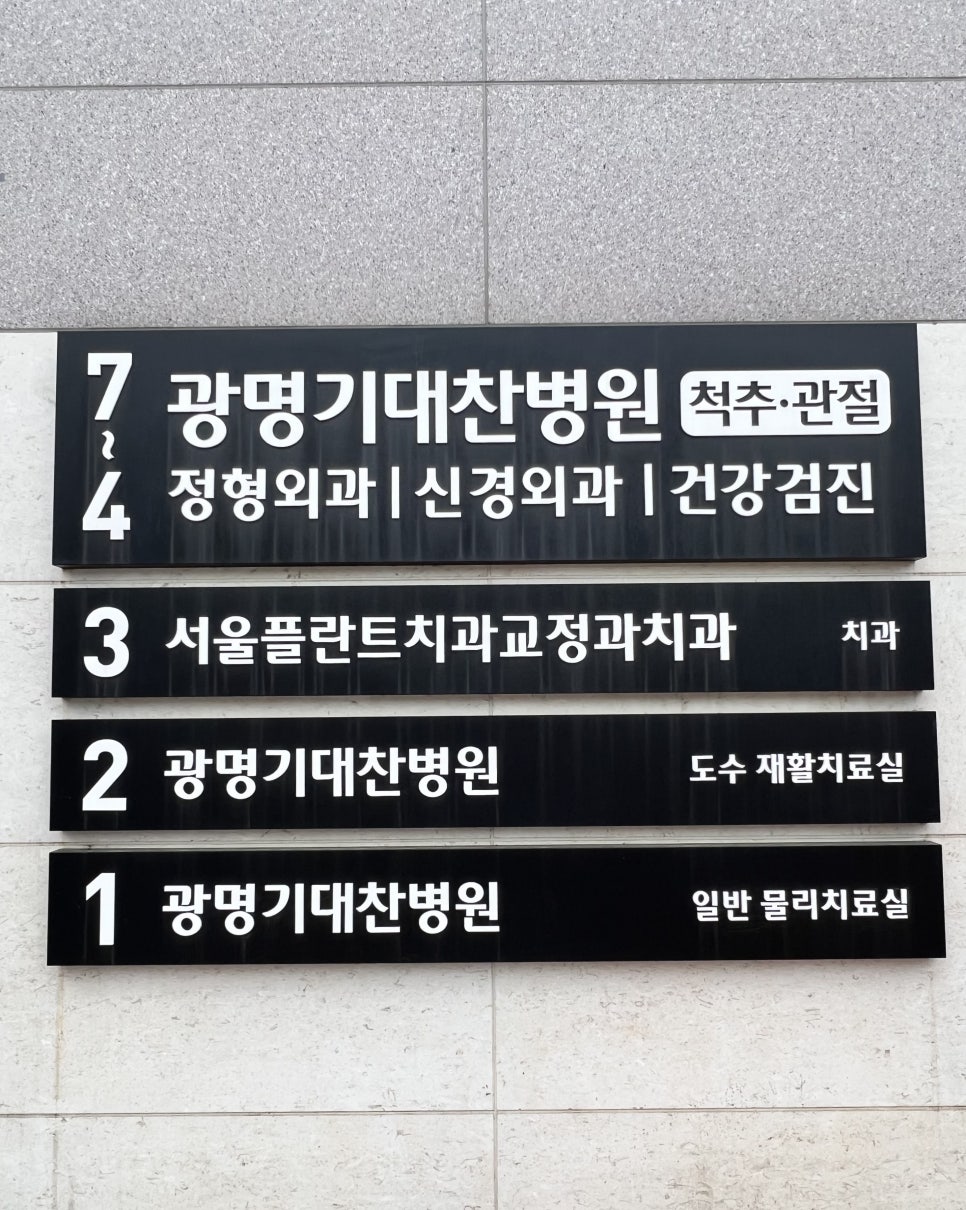 7~4 광명기대찬병원 척추·관절
정형외과 | 신경외과 | 건강검진
3 서울플란트치과교정과치과 치과
2 광명기대찬병원 도수 재활치료실
1 광명기대찬병원 일반 물리치료실